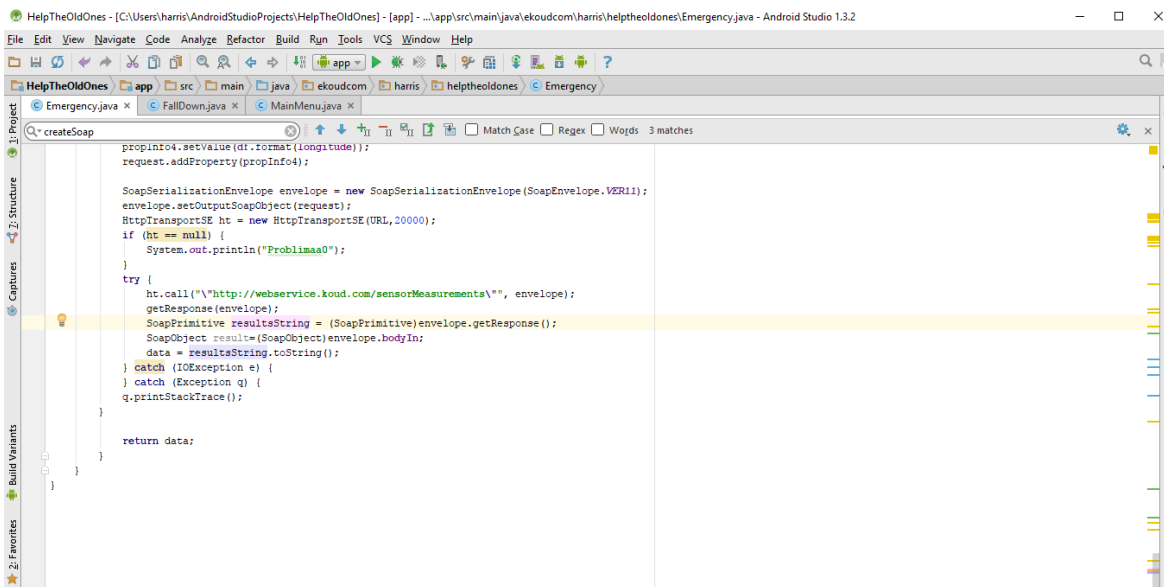 HelpTheOldOnes - [C:\Users\harris\AndroidStudioProjects\HelpTheOldOnes] - [app] - ...\app\src\main\java\ekoudcom\harris\helptheoldones\Emergency.java - Android Studio 1.3.2
File Edit View Navigate Code Analyze Refactor Build Run Tools VCS Window Help
app
HelpTheOldOnes app src main java ekoudcom harris helptheoldones Emergency
Emergency.java × FallDown.java × MainMenu.java ×
createSoap Match Case Regex Words 3 matches
1: Project
7: Structure
Captures
Build Variants
2: Favorites
propInfo4.setValue(df.format(longitude));
request.addProperty(propInfo4);
SoapSerializationEnvelope envelope = new SoapSerializationEnvelope(SoapEnvelope.VER11);
envelope.setOutputSoapObject(request);
HttpTransportSE ht = new HttpTransportSE(URL,20000);
if (ht == null) {
System.out.println("Problimaa0");
}
try {
ht.call("\"http://webservice.koud.com/sensorMeasurements\"", envelope);
getResponse(envelope);
SoapPrimitive resultsString = (SoapPrimitive)envelope.getResponse();
SoapObject result=(SoapObject)envelope.bodyIn;
data = resultsString.toString();
} catch (IOException e) {
} catch (Exception q) {
q.printStackTrace();
}
return data;
}
}
}